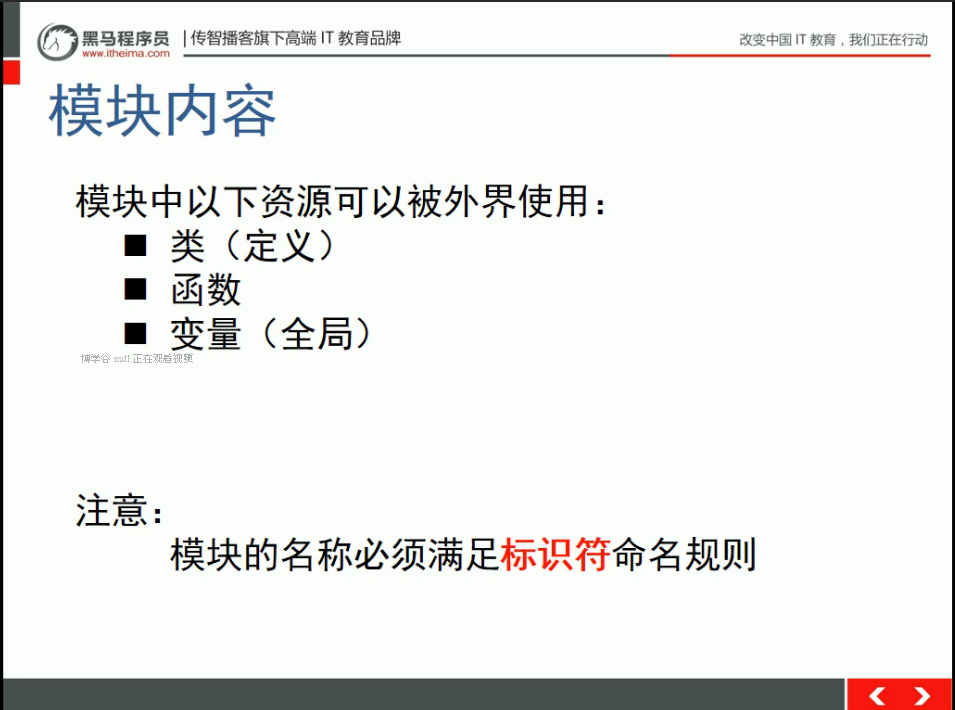 黑马程序员
www.itheima.com
传智播客旗下高端 IT 教育品牌
改变中国 IT 教育，我们正在行动
模块内容
模块中以下资源可以被外界使用：
■ 类（定义）
■ 函数
■ 变量（全局）
博学谷 null 正在观看视频
注意：
模块的名称必须满足标识符命名规则